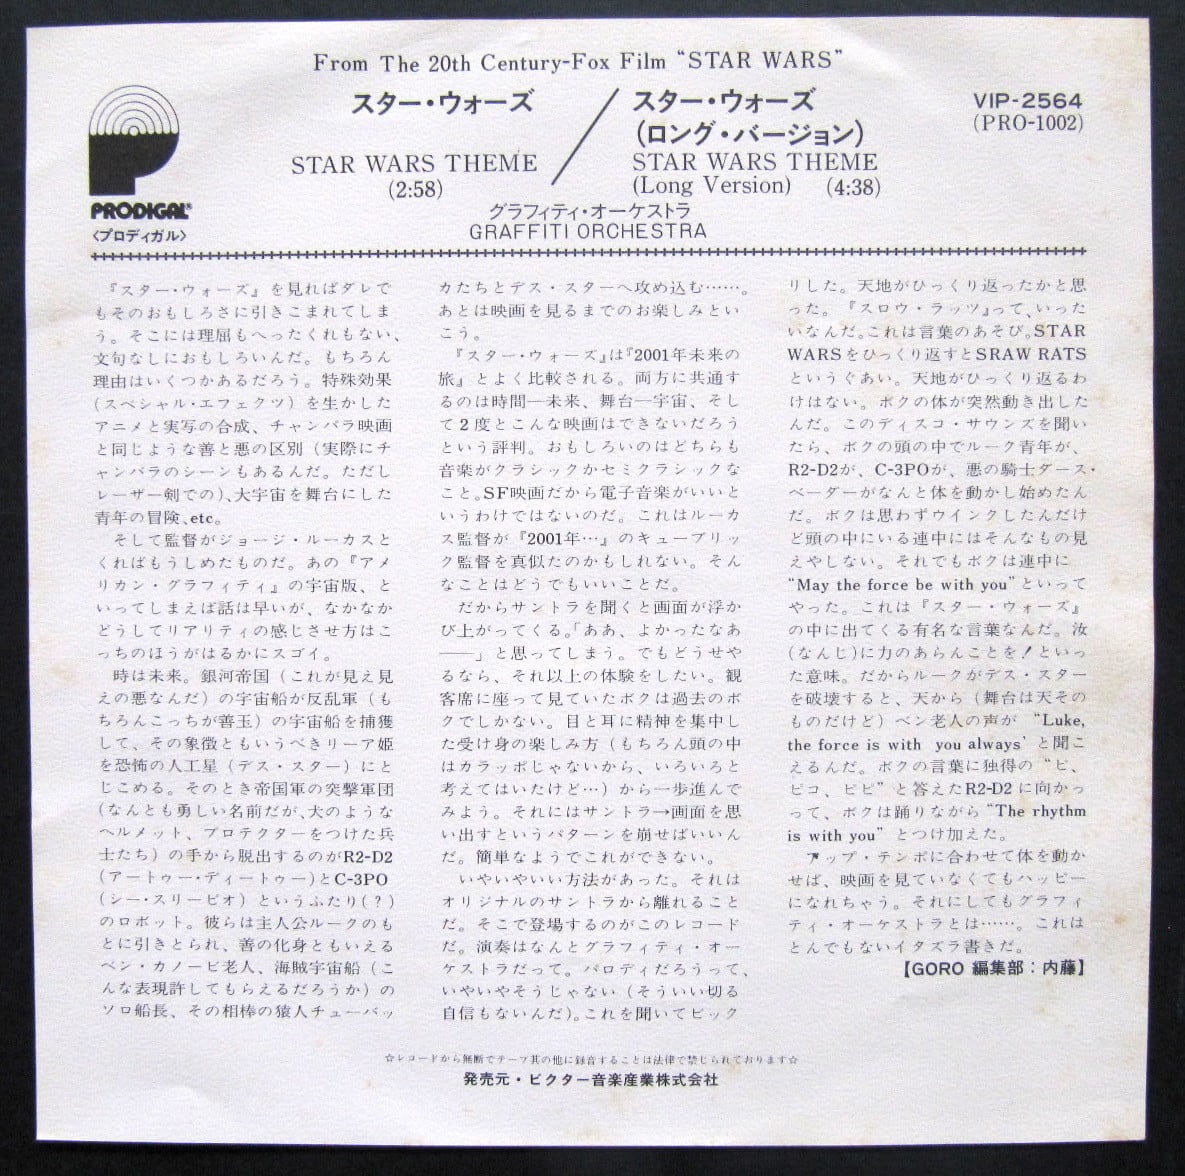 From The 20th Century-Fox Film “STAR WARS”
スター・ウォーズ
STAR WARS THEME
(2:58)
スター・ウォーズ
(ロング・バージョン)
STAR WARS THEME
(Long Version) (4:38)
VIP-2564
(PRO-1002)
PRODIGAL®
〈プロディガル〉
グラフィティ・オーケストラ
GRAFFITI ORCHESTRA
『スター・ウォーズ』を見ればダレで
もそのおもしろさに引きこまれてしま
う。そこには理屈もへったくれもない、
文句なしにおもしろいんだ。もちろん
理由はいくつかあるだろう。特殊効果
(スペシャル・エフェクツ)を生かした
アニメと実写の合成、チャンバラ映画
と同じような善と悪の区別(実際にチ
ャンバラのシーンもあるんだ。ただし
レーザー剣での)、大宇宙を舞台にした
青年の冒険、etc。
そして監督がジョージ・ルーカスと
くればもうしめたものだ。あの『アメ
リカン・グラフィティ』の宇宙版、と
いってしまえば話は早いが、なかなか
どうしてリアリティの感じさせ方はこ
っちのほうがはるかにスゴイ。
時は未来。銀河帝国(これが見え見
えの悪なんだ)の宇宙船が反乱軍(も
ちろんこっちが善玉)の宇宙船を捕獲
して、その象徴ともいうべきリーア姫
を恐怖の人工星(デス・スター)にと
じこめる。そのとき帝国軍の突撃軍団
(なんとも勇しい名前だが、犬のような
ヘルメット、プロテクターをつけた兵
士たち)の手から脱出するのがR2-D2
(アートゥー・ディートゥー)とC-3PO
(シー・スリーピオ)というふたり(?)
のロボット。彼らは主人公ルークのも
とに引きとられ、善の化身ともいえる
ベン・カノービ老人、海賊宇宙船(こ
んな表現許してもらえるだろうか)の
ソロ船長、その相棒の猿人チューバッ
カたちとデス・スターへ攻め込む……。
あとは映画を見るまでのお楽しみとい
こう。
『スター・ウォーズ』は『2001年未来の
旅』とよく比較される。両方に共通す
るのは時間―未来、舞台―宇宙、そし
て2度とこんな映画はできないだろう
という評判。おもしろいのはどちらも
音楽がクラシックかセミクラシックな
こと。SF映画だから電子音楽がいいと
いうわけではないのだ。これはルーカ
ス監督が『2001年…』のキューブリッ
ク監督を真似たのかもしれない。そん
なことはどうでもいいことだ。
だからサントラを聞くと画面が浮か
び上がってくる。「ああ、よかったなあ
――」と思ってしまう。でもどうせや
るなら、それ以上の体験をしたい。観
客席に座って見ていたボクは過去のボ
クでしかない。目と耳に精神を集中し
た受け身の楽しみ方(もちろん頭の中
はカラッポじゃないから、いろいろと
考えてはいたけど…)から一歩進んで
みよう。それにはサントラ→画面を思
い出すというパターンを崩せばいいん
だ。簡単なようでこれができない。
いやいやいい方法があった。それは
オリジナルのサントラから離れること
だ。そこで登場するのがこのレコード
だ。演奏はなんとグラフィティ・オー
ケストラだって。パロディだろうって、
いやいやそうじゃない(そういい切る
自信もないんだ)。これを聞いてビック
りした。天地がひっくり返ったかと思
った。『スロウ・ラッツ』って、いった
いなんだ。これは言葉のあそび。STAR
WARSをひっくり返すとSRAW RATS
というぐあい。天地がひっくり返るわ
けはない。ボクの体が突然動き出した
んだ。このディスコ・サウンズを聞い
たら、ボクの頭の中でルーク青年が、
R2-D2が、C-3POが、悪の騎士ダース・
ベーダーがなんと体を動かし始めたん
だ。ボクは思わずウインクしたんだけ
ど頭の中にいる連中にはそんなもの見
えやしない。それでもボクは連中に
“May the force be with you”といって
やった。これは『スター・ウォーズ』
の中に出てくる有名な言葉なんだ。汝
(なんじ)に力のあらんことを!といっ
た意味。だからルークがデス・スター
を破壊すると、天から(舞台は天その
ものだけど)ベン老人の声が “Luke,
the force is with you always’と聞こ
えるんだ。ボクの言葉に独得の“ピ、
ピコ、ピピ”と答えたR2-D2に向かっ
って、ボクは踊りながら“The rhythm
is with you” とつけ加えた。
アップ・テンポに合わせて体を動か
せば、映画を見ていなくてもハッピー
になれちゃう。それにしてもグラフィ
ティ・オーケストラとは……。これは
とんでもないイタズラ書きだ。
【GORO 編集部：内藤】
☆レコードから無断でテープ其の他に録音することは法律で禁じられております☆
発売元・ビクター音楽産業株式会社